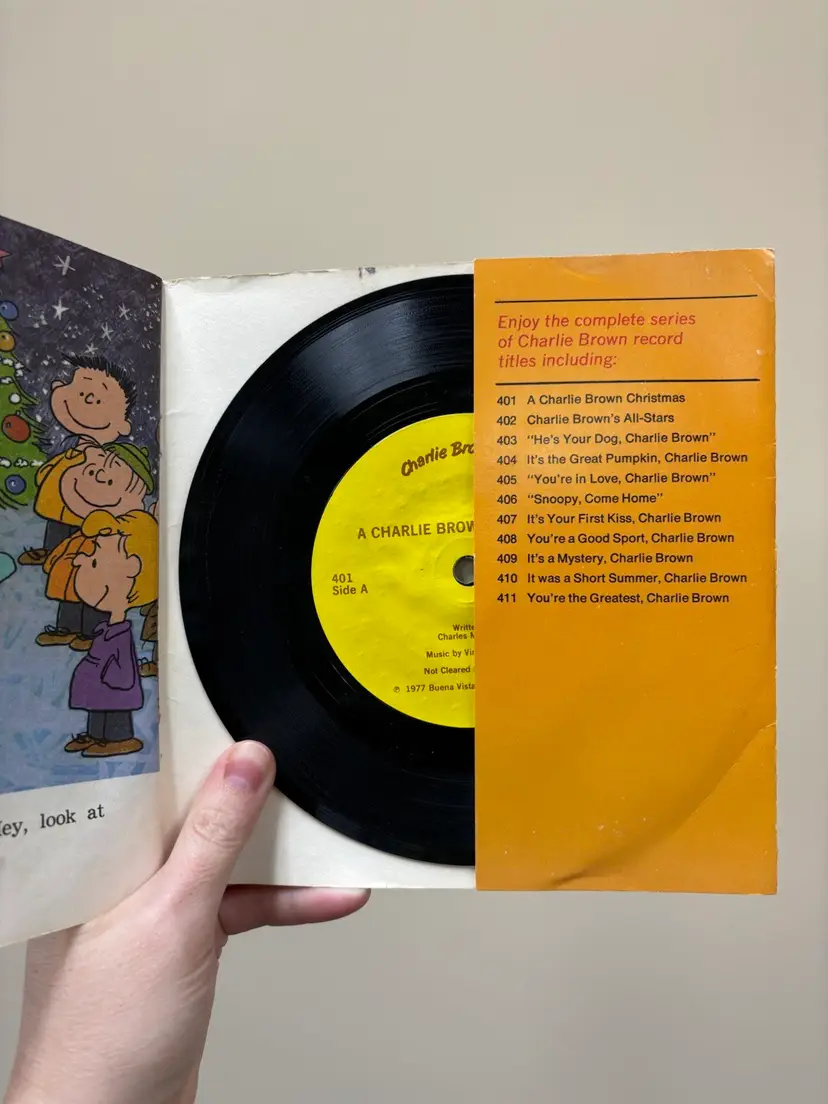 look at
Charlie
A CHARLIE
401
Side A
Charles
Music by
Not Cleared
℗ 1977 Buena Vista
Enjoy the complete series
of Charlie Brown record
titles including:
401 A Charlie Brown Christmas
402 Charlie Brown's All-Stars
403 "He's Your Dog, Charlie Brown"
404 It's the Great Pumpkin, Charlie Brown
405 "You're in Love, Charlie Brown"
406 "Snoopy, Come Home"
407 It's Your First Kiss, Charlie Brown
408 You're a Good Sport, Charlie Brown
409 It's a Mystery, Charlie Brown
410 It was a Short Summer, Charlie Brown
411 You're the Greatest, Charlie Brown